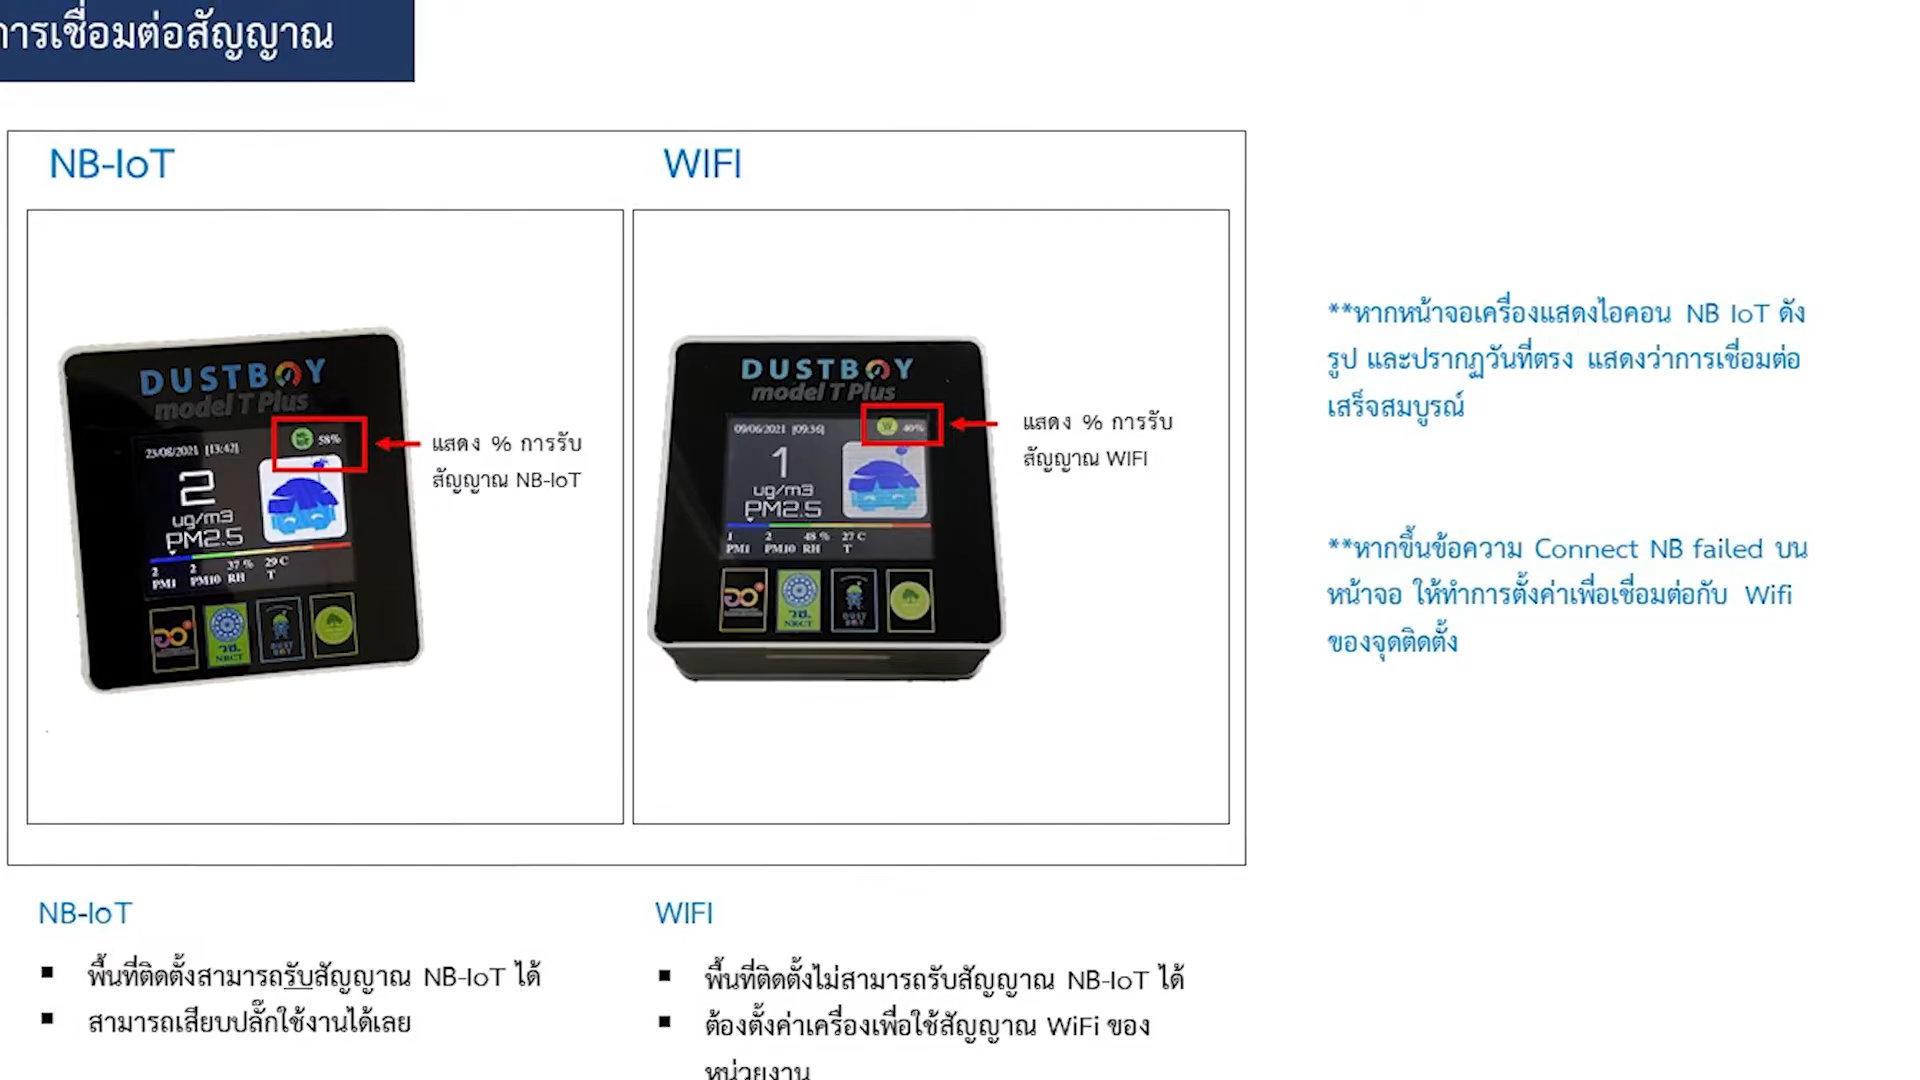 การเชื่อมต่อสัญญาณ
NB-IoT
WIFI
DUSTBOY
model T Plus
23/08/2021 [13:42]
58%
2
ug/m3
PM2.5
2 2 37 % 29 C
PM1 PM10 RH T
วช.
NRCT
DUST
BOY
แสดง % การรับ
สัญญาณ NB-IoT
DUSTBOY
model T Plus
09/06/2021 [09:36]
W 40%
1
ug/m3
PM2.5
1 2 48 % 27 C
PM1 PM10 RH T
วช.
NRCT
DUST
BOY
แสดง % การรับ
สัญญาณ WIFI
**หากหน้าจอเครื่องแสดงไอคอน NB IoT ดัง
รูป และปรากฏวันที่ตรง แสดงว่าการเชื่อมต่อ
เสร็จสมบูรณ์
**หากขึ้นข้อความ Connect NB failed บน
หน้าจอ ให้ทำการตั้งค่าเพื่อเชื่อมต่อกับ Wifi
ของจุดติดตั้ง
NB-IoT
▪ พื้นที่ติดตั้งสามารถรับสัญญาณ NB-IoT ได้
▪ สามารถเสียบปลั๊กใช้งานได้เลย
WIFI
▪ พื้นที่ติดตั้งไม่สามารถรับสัญญาณ NB-IoT ได้
▪ ต้องตั้งค่าเครื่องเพื่อใช้สัญญาณ WiFi ของ
หน่วยงาน